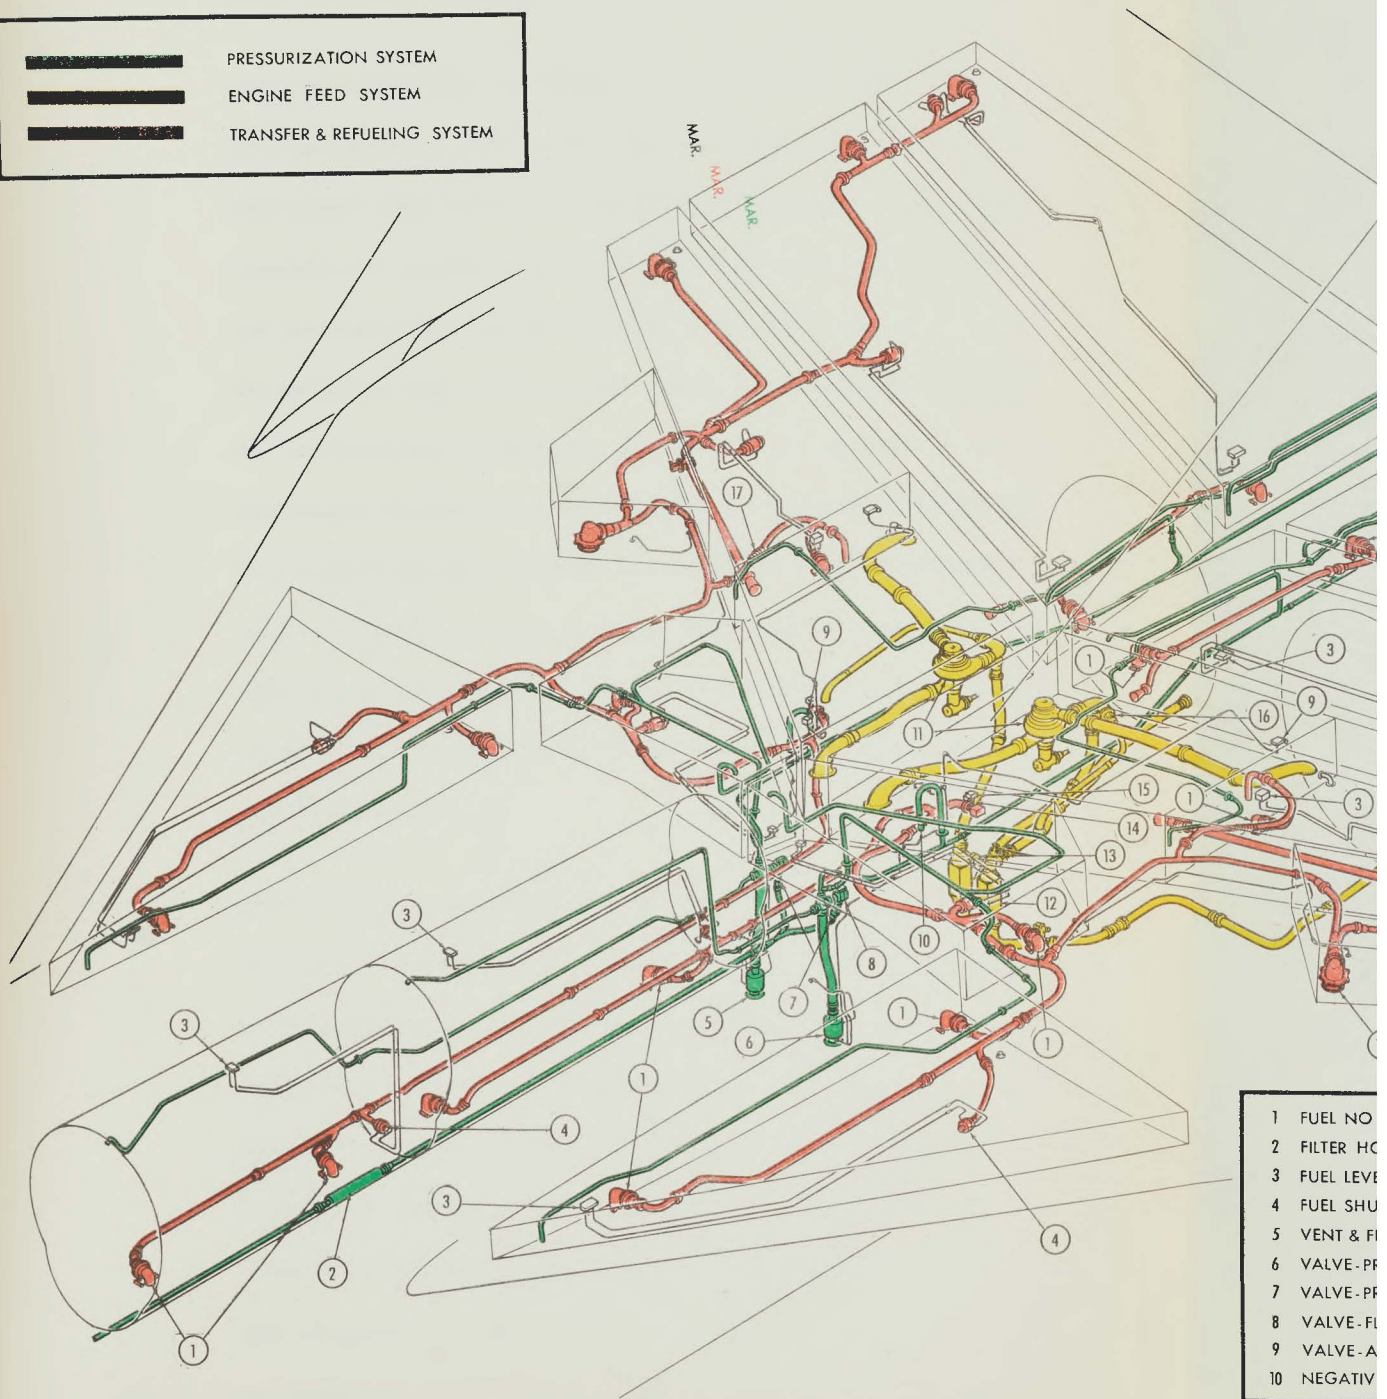 PRESSURIZATION SYSTEM
ENGINE FEED SYSTEM
TRANSFER & REFUELING SYSTEM
MAR.
MAR.
MAR.
17
9
1
3
11
16
9
15
1
3
14
13
12
3
10
8
5
7
1
3
6
1
1
4
3
4
2
1
1 FUEL NO
2 FILTER HO
3 FUEL LEVE
4 FUEL SHU
5 VENT & F
6 VALVE-PR
7 VALVE-PR
8 VALVE-FL
9 VALVE-A
10 NEGATIV